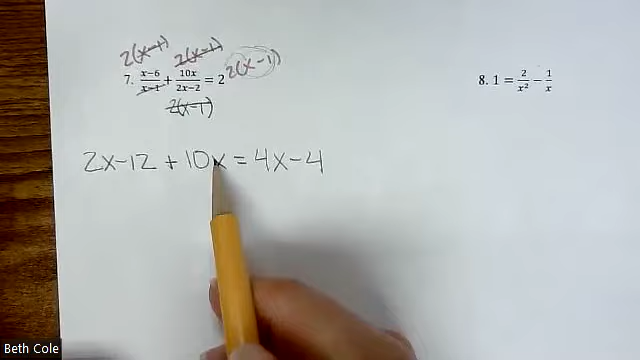 2(x-1) 2(x-1)
7. x-6/x-1 + 10x/2x-2 = 2 2(x-1)
2(x-1)
8. 1 = 2/x² - 1/x
2x-12 + 10x = 4x-4
Beth Cole